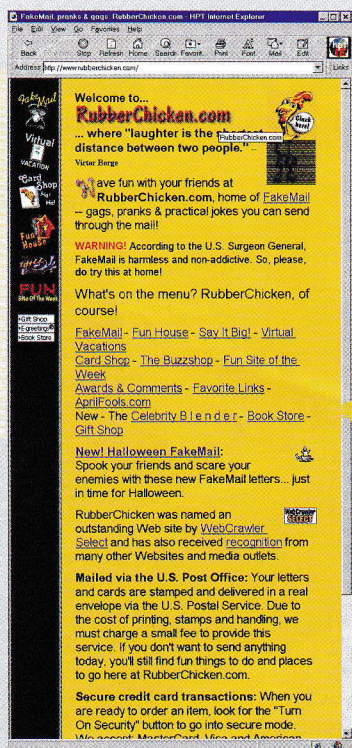 FakeMail, pranks & gags RubberChicken.com - HPT Internet Explorer
File Edit View Go Favorites Help
Back Stop Refresh Home Search Favorit.. Print Font Mail Edit
Address http://www.rubberchicken.com/ Links
FakeMail
Virtual
VACATION
Card
Shop
Ha!
Ha!
Fun
House
FUN
Site Of The Week
Gift Shop
E-greeting
Book Store
Welcome to...
RubberChicken.com
Cluck
here!
... where "laughter is the shortest
RubberChicken.com
distance between two people." --
Victor Borge
Have fun with your friends at
RubberChicken.com, home of FakeMail
-- gags, pranks & practical jokes you can send
through the mail!
WARNING! According to the U.S. Surgeon General,
FakeMail is harmless and non-addictive. So, please,
do try this at home!
What's on the menu? RubberChicken, of
course!
FakeMail - Fun House - Say It Big! - Virtual
Vacations
Card Shop - The Buzzshop - Fun Site of the
Week
Awards & Comments - Favorite Links -
AprilFools.com
New - The Celebrity B l e n d e r - Book Store -
Gift Shop
New! Halloween FakeMail:
Spook your friends and scare your
enemies with these new FakeMail letters... just
in time for Halloween.
RubberChicken was named an
outstanding Web site by WebCrawler
Select and has also received recognition from
many other Websites and media outlets.
WebCrawler
SELECT
Mailed via the U.S. Post Office: Your letters
and cards are stamped and delivered in a real
envelope via the U.S. Postal Service. Due to
the cost of printing, stamps and handling, we
must charge a small fee to provide this
service. If you don't want to send anything
today, you'll still find fun things to do and places
to go here at RubberChicken.com.
Secure credit card transactions: When you
are ready to order an item, look for the "Turn
On Security" button to go into secure mode.
We accept: MasterCard, Visa and American